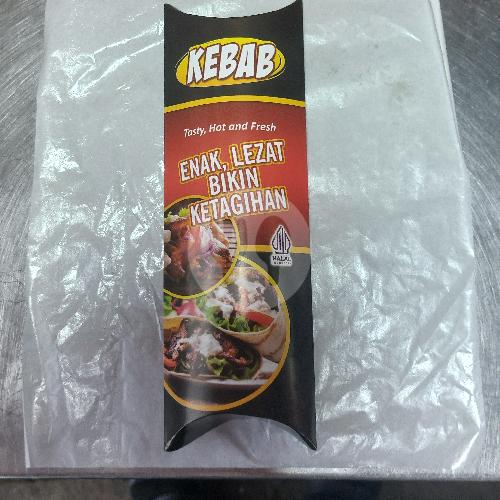 KEBAB
Tasty, Hot and Fresh
ENAK, LEZAT
BIKIN
KETAGIHAN
HALAL